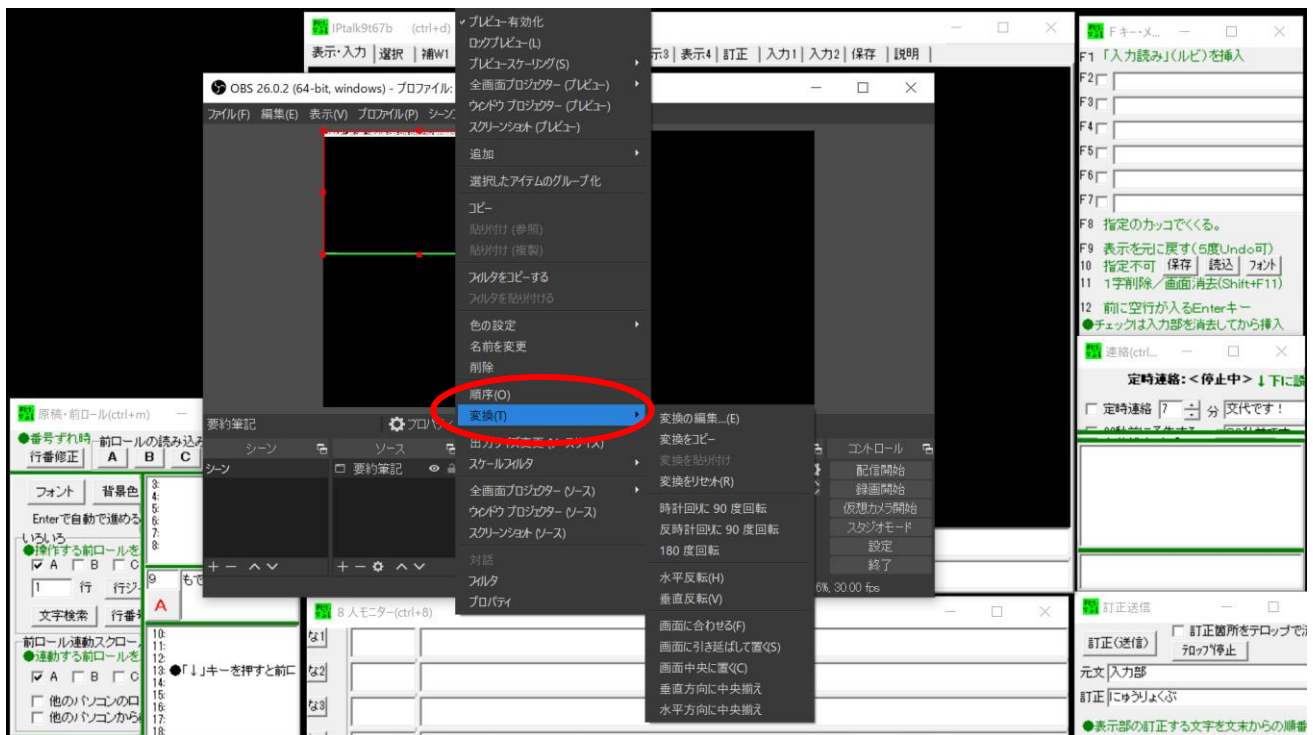 IPtalk9t67b (ctrl+d)
表示・入力 選択 補W1
示3 表示4 訂正 入力1 入力2 保存 説明
OBS 26.0.2 (64-bit, windows) - プロファイル:
ファイル(F) 編集(E) 表示(V) プロファイル(P)
プレビュー有効化
ロックプレビュー(L)
プレビュースケーリング(S)
全画面プロジェクター (プレビュー)
ウィンドウ プロジェクター (プレビュー)
スクリーンショット (プレビュー)
追加
選択したアイテムのグループ化
コピー
貼り付け (参照)
貼り付け (複製)
フィルタをコピーする
フィルタを貼り付ける
色の設定
名前を変更
削除
順序(O)
変換(T)
スケールフィルタ
全画面プロジェクター (ソース)
ウィンドウ プロジェクター (ソース)
スクリーンショット (ソース)
対話
フィルタ
プロパティ
変換の編集...(E)
変換をコピー
変換を貼り付け
変換をリセット(R)
時計回りに 90 度回転
反時計回りに 90 度回転
180 度回転
水平反転(H)
垂直反転(V)
画面に合わせる(F)
画面に引き延ばして置く(S)
画面中央に置く(C)
垂直方向に中央揃え
水平方向に中央揃え
要約筆記
シーン
シーン
ソース
要約筆記
コントロール
配信開始
録画開始
仮想カメラ開始
スタジオモード
設定
終了
30.00 fps
Fキー・メ...
F1 「入力読み」(ルビ)を挿入
F2
F3
F4
F5
F6
F7
F8 指定のカッコでくくる。
F9 表示を元に戻す(5度Undo可)
10 指定不可 保存 読込 フォント
11 1字削除/画面消去(Shift+F11)
12 前に空行が入るEnterキー
●チェックは入力部を消去してから挿入
連絡(ctrl...
定時連絡:<停止中>
定時連絡 7 分 交代です!
訂正送信
訂正(送信)
テロップ停止
元文 入力部
訂正 にゅうりょくぶ
●表示部の訂正する文字を文末からの順番
原稿・前ロール(ctrl+m)
●番号ずれ時 前ロールの読み込み
行番修正 A B C
フォント 背景色
Enterで自動で進める
いろいろ
●操作する前ロールを
A B C
1 行
文字検索
前ロール連動スクロー
●連動する前ロールを
A B C
他のパソコンのロ
他のパソコンから
3:
4:
5:
6:
7:
8:
9
A
10:
11:
12:
13: ●「↓」キーを押すと前ロ
14:
15:
16:
17:
18:
8人モニター(ctrl+8)
な1
な2
な3